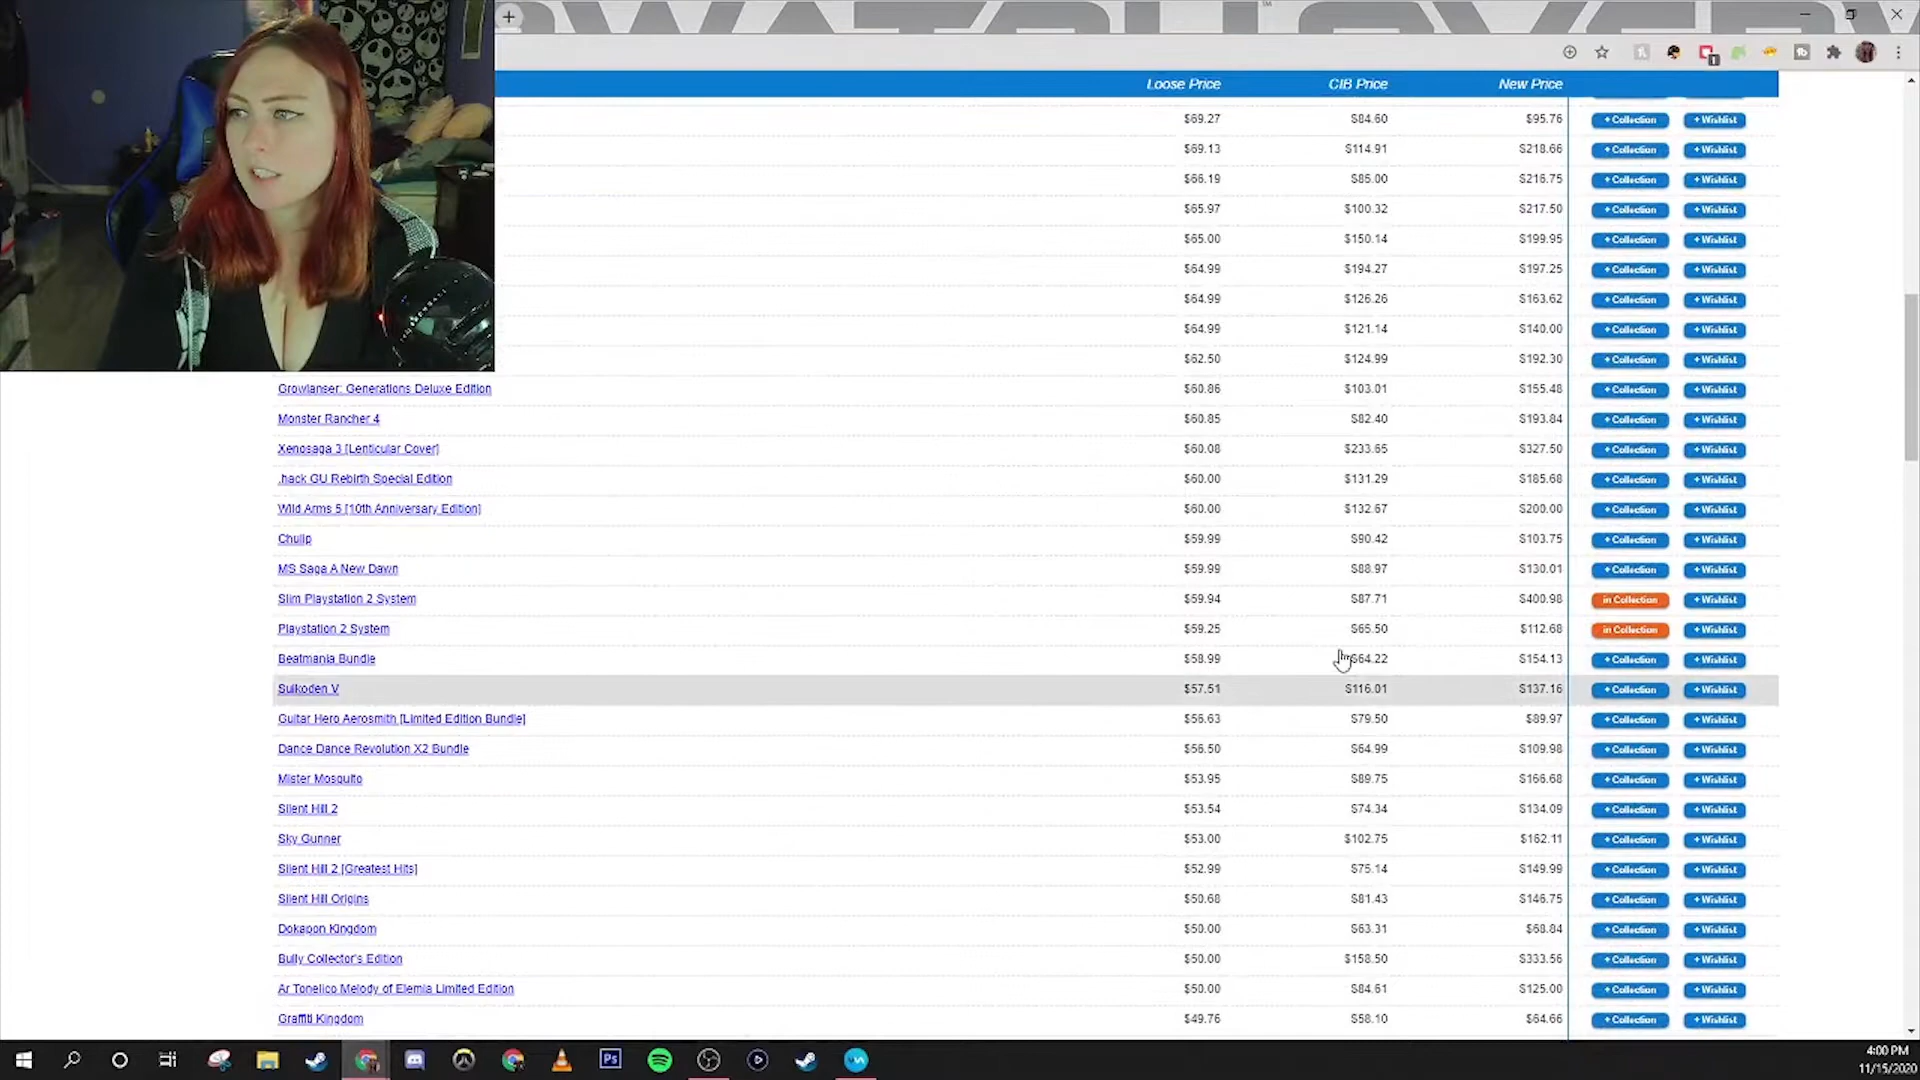 Loose Price CIB Price New Price
$69.27 $84.60 $95.76 + Collection + Wishlist
$69.13 $114.91 $218.66 + Collection + Wishlist
$66.19 $85.00 $216.75 + Collection + Wishlist
$65.97 $100.32 $217.50 + Collection + Wishlist
$65.00 $150.14 $199.95 + Collection + Wishlist
$64.99 $194.27 $197.25 + Collection + Wishlist
$64.99 $126.26 $163.62 + Collection + Wishlist
$64.99 $121.14 $140.00 + Collection + Wishlist
$62.50 $124.99 $192.30 + Collection + Wishlist
Growlanser: Generations Deluxe Edition $60.86 $103.01 $155.48 + Collection + Wishlist
Monster Rancher 4 $60.85 $82.40 $193.84 + Collection + Wishlist
Xenosaga 3 [Lenticular Cover] $60.08 $233.65 $327.50 + Collection + Wishlist
.hack GU Rebirth Special Edition $60.00 $131.29 $185.68 + Collection + Wishlist
Wild Arms 5 [10th Anniversary Edition] $60.00 $132.67 $200.00 + Collection + Wishlist
Chulip $59.99 $90.42 $103.75 + Collection + Wishlist
MS Saga A New Dawn $59.99 $88.97 $130.01 + Collection + Wishlist
Slim Playstation 2 System $59.94 $87.71 $400.98 in Collection + Wishlist
Playstation 2 System $59.25 $65.50 $112.68 in Collection + Wishlist
Beatmania Bundle $58.99 $64.22 $154.13 + Collection + Wishlist
Suikoden V $57.51 $116.01 $137.16 + Collection + Wishlist
Guitar Hero Aerosmith [Limited Edition Bundle] $56.63 $79.50 $89.97 + Collection + Wishlist
Dance Dance Revolution X2 Bundle $56.50 $64.99 $109.98 + Collection + Wishlist
Mister Mosquito $53.95 $89.75 $166.68 + Collection + Wishlist
Silent Hill 2 $53.54 $74.34 $134.09 + Collection + Wishlist
Sky Gunner $53.00 $102.75 $162.11 + Collection + Wishlist
Silent Hill 2 [Greatest Hits] $52.99 $75.14 $149.99 + Collection + Wishlist
Silent Hill Origins $50.68 $81.43 $146.75 + Collection + Wishlist
Dokapon Kingdom $50.00 $63.31 $68.84 + Collection + Wishlist
Bully Collector's Edition $50.00 $158.50 $333.56 + Collection + Wishlist
Ar Tonelico Melody of Elemia Limited Edition $50.00 $84.61 $125.00 + Collection + Wishlist
Graffiti Kingdom $49.76 $58.10 $64.66 + Collection + Wishlist
Ps
4:00 PM
11/15/2020